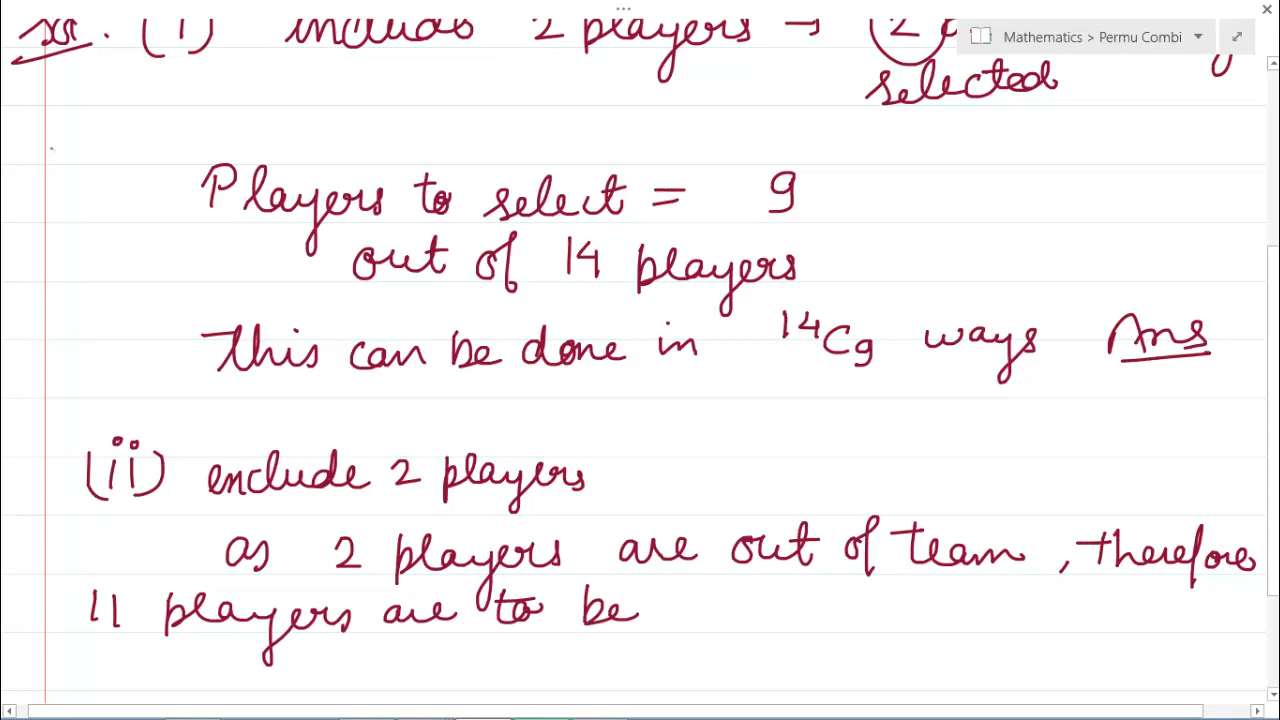 (i) include 2 players → (2
Mathematics > Permu Combi
selected
Players to select = 9
out of 14 players
This can be done in ¹⁴C₉ ways Ans
(ii) enclude 2 players
as 2 players are out of team, therefore
11 players are to be